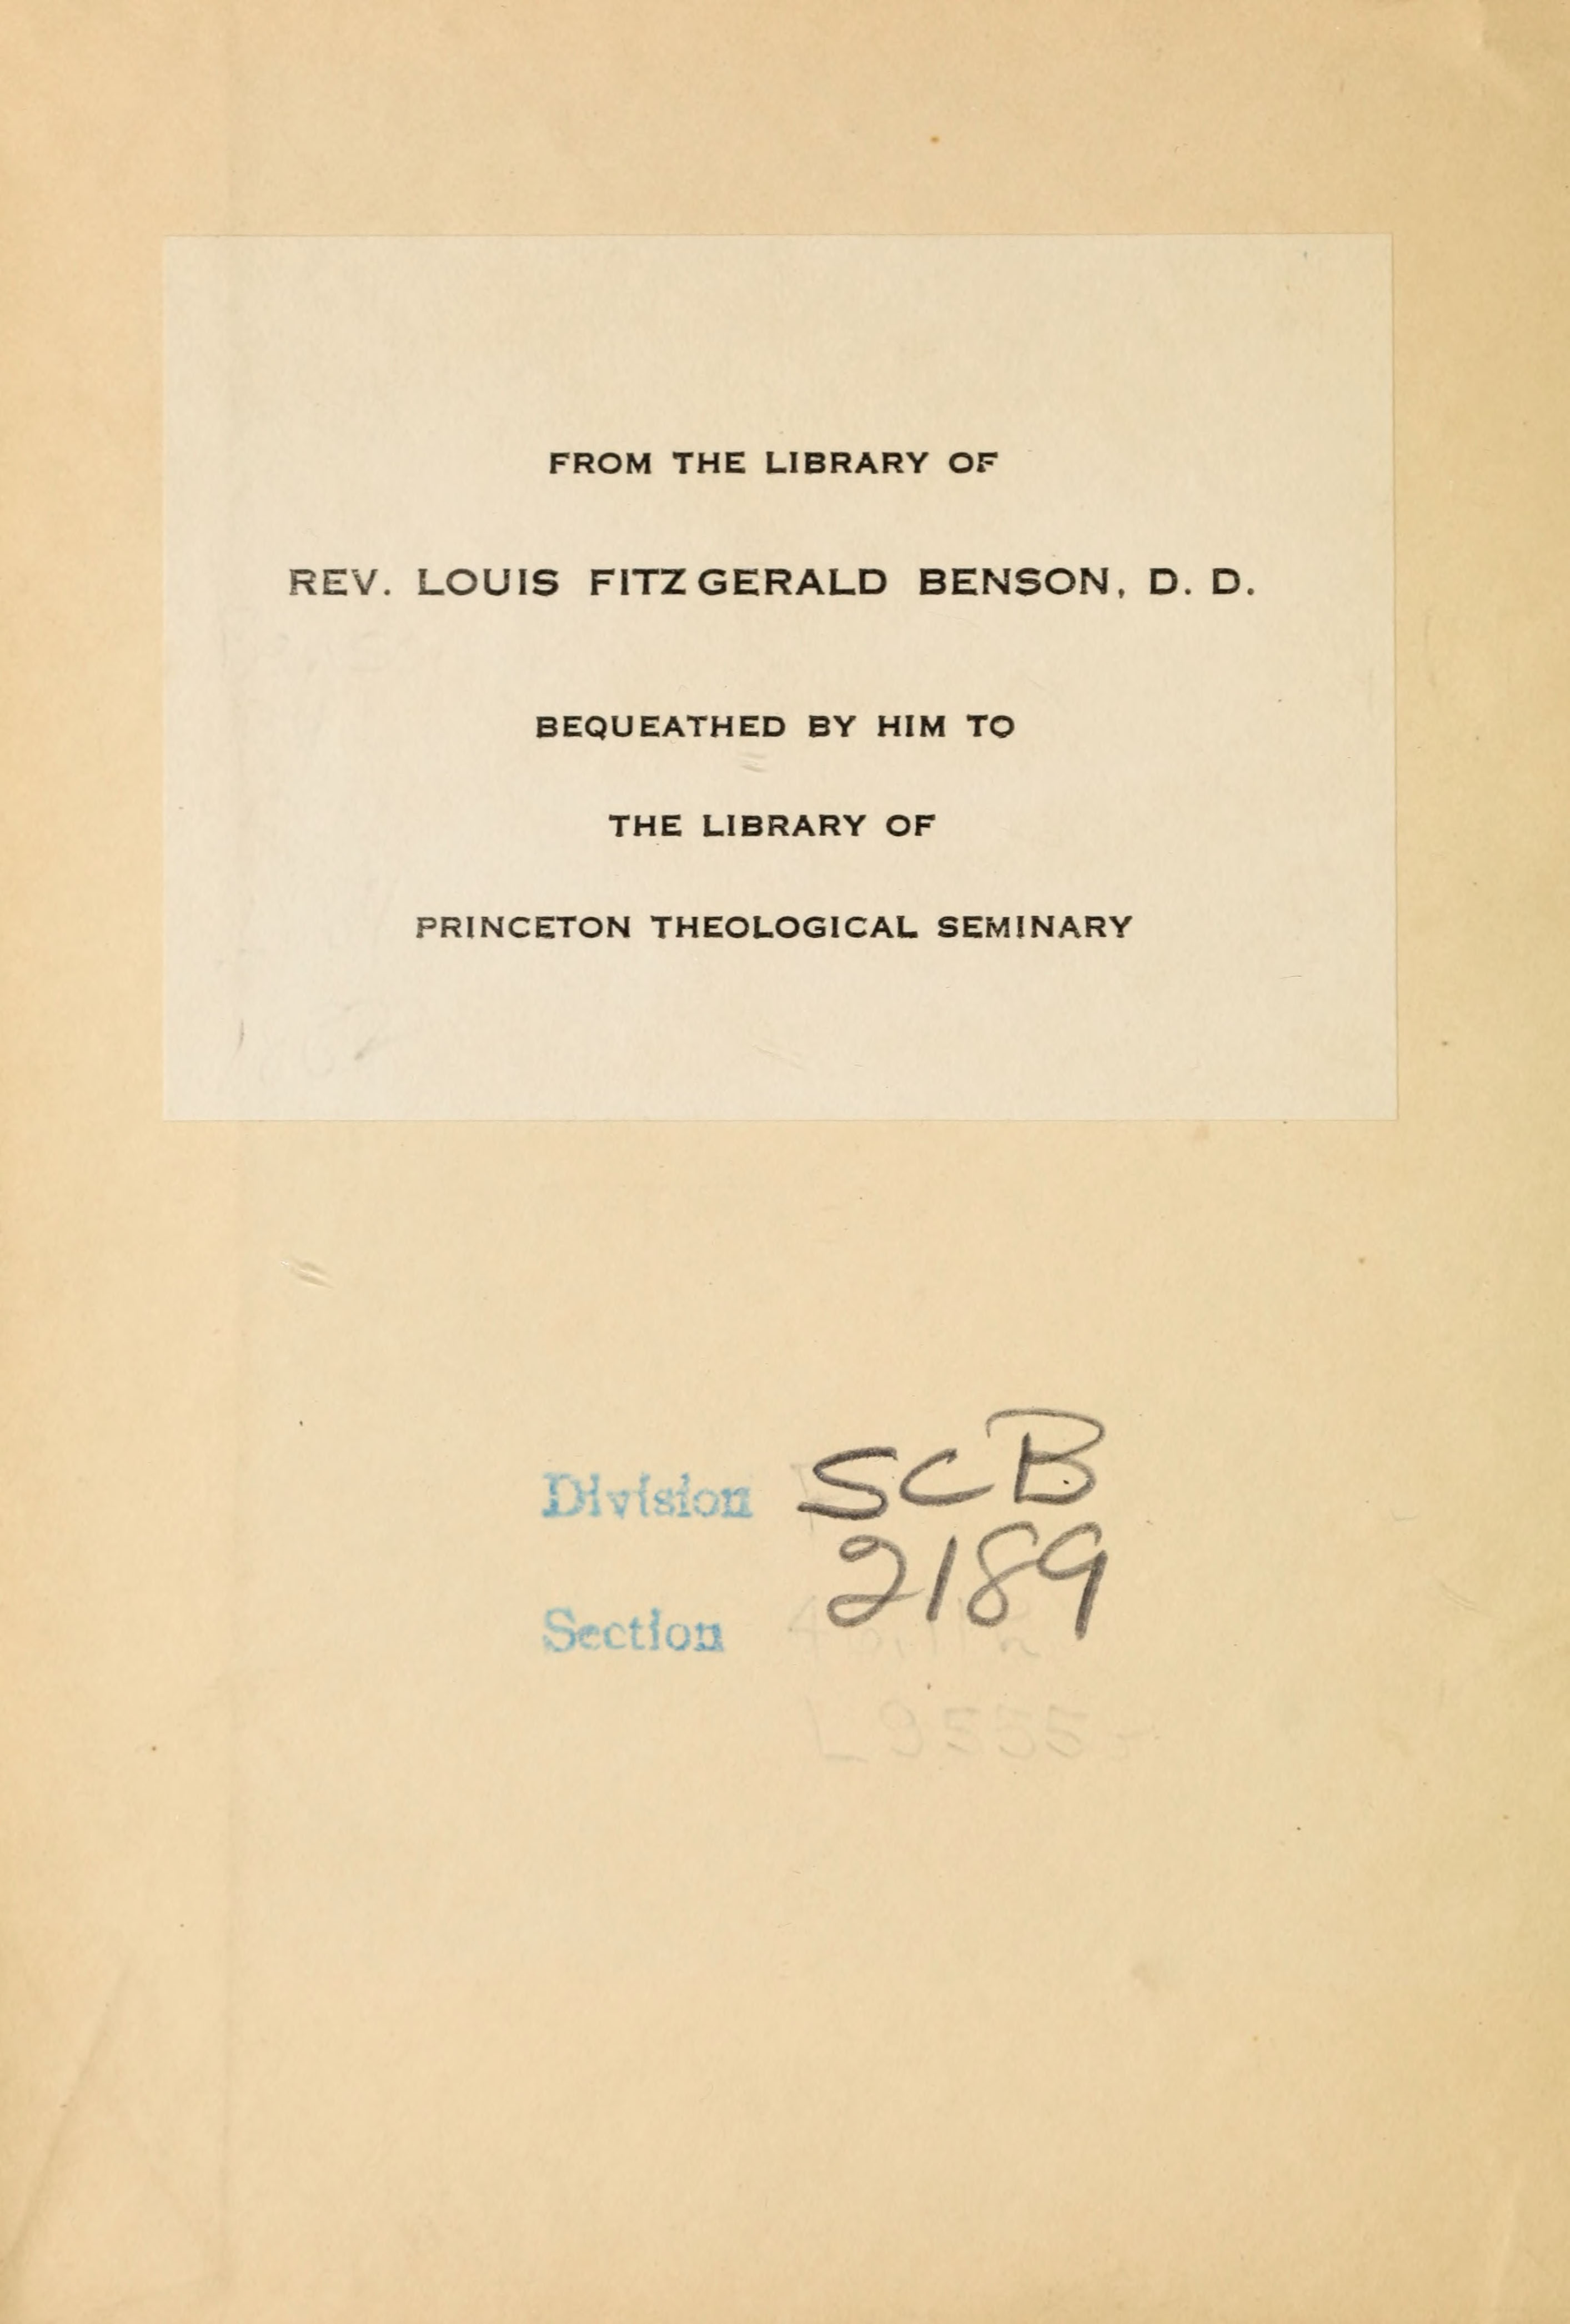 FROM THE LIBRARY OF
REV. LOUIS FITZGERALD BENSON, D. D.
BEQUEATHED BY HIM TO
THE LIBRARY OF
PRINCETON THEOLOGICAL SEMINARY
Division SCB
2189
Section
L9555